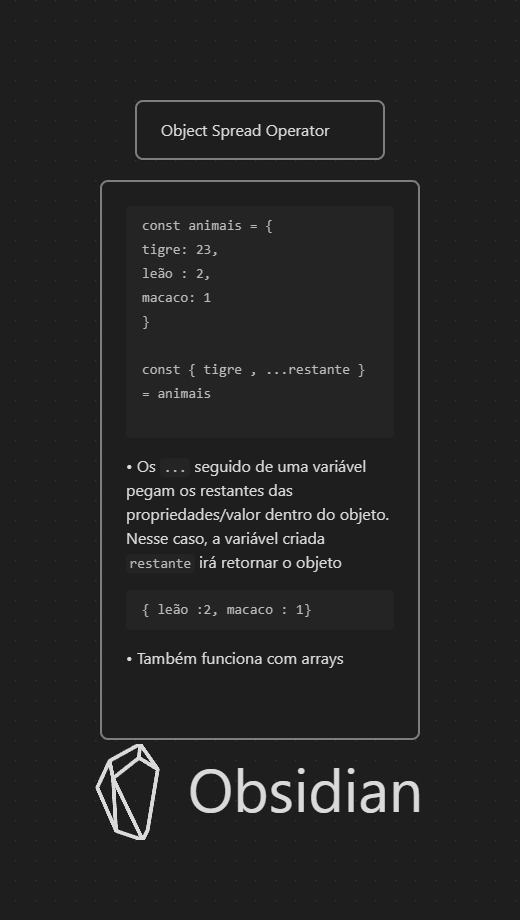 Object Spread Operator
const animais = {
tigre: 23,
leão : 2,
macaco: 1
}
const { tigre , ...restante }
= animais
• Os ... seguido de uma variável
pegam os restantes das
propriedades/valor dentro do objeto.
Nesse caso, a variável criada
restante irá retornar o objeto
{ leão :2, macaco : 1}
• Também funciona com arrays
Obsidian